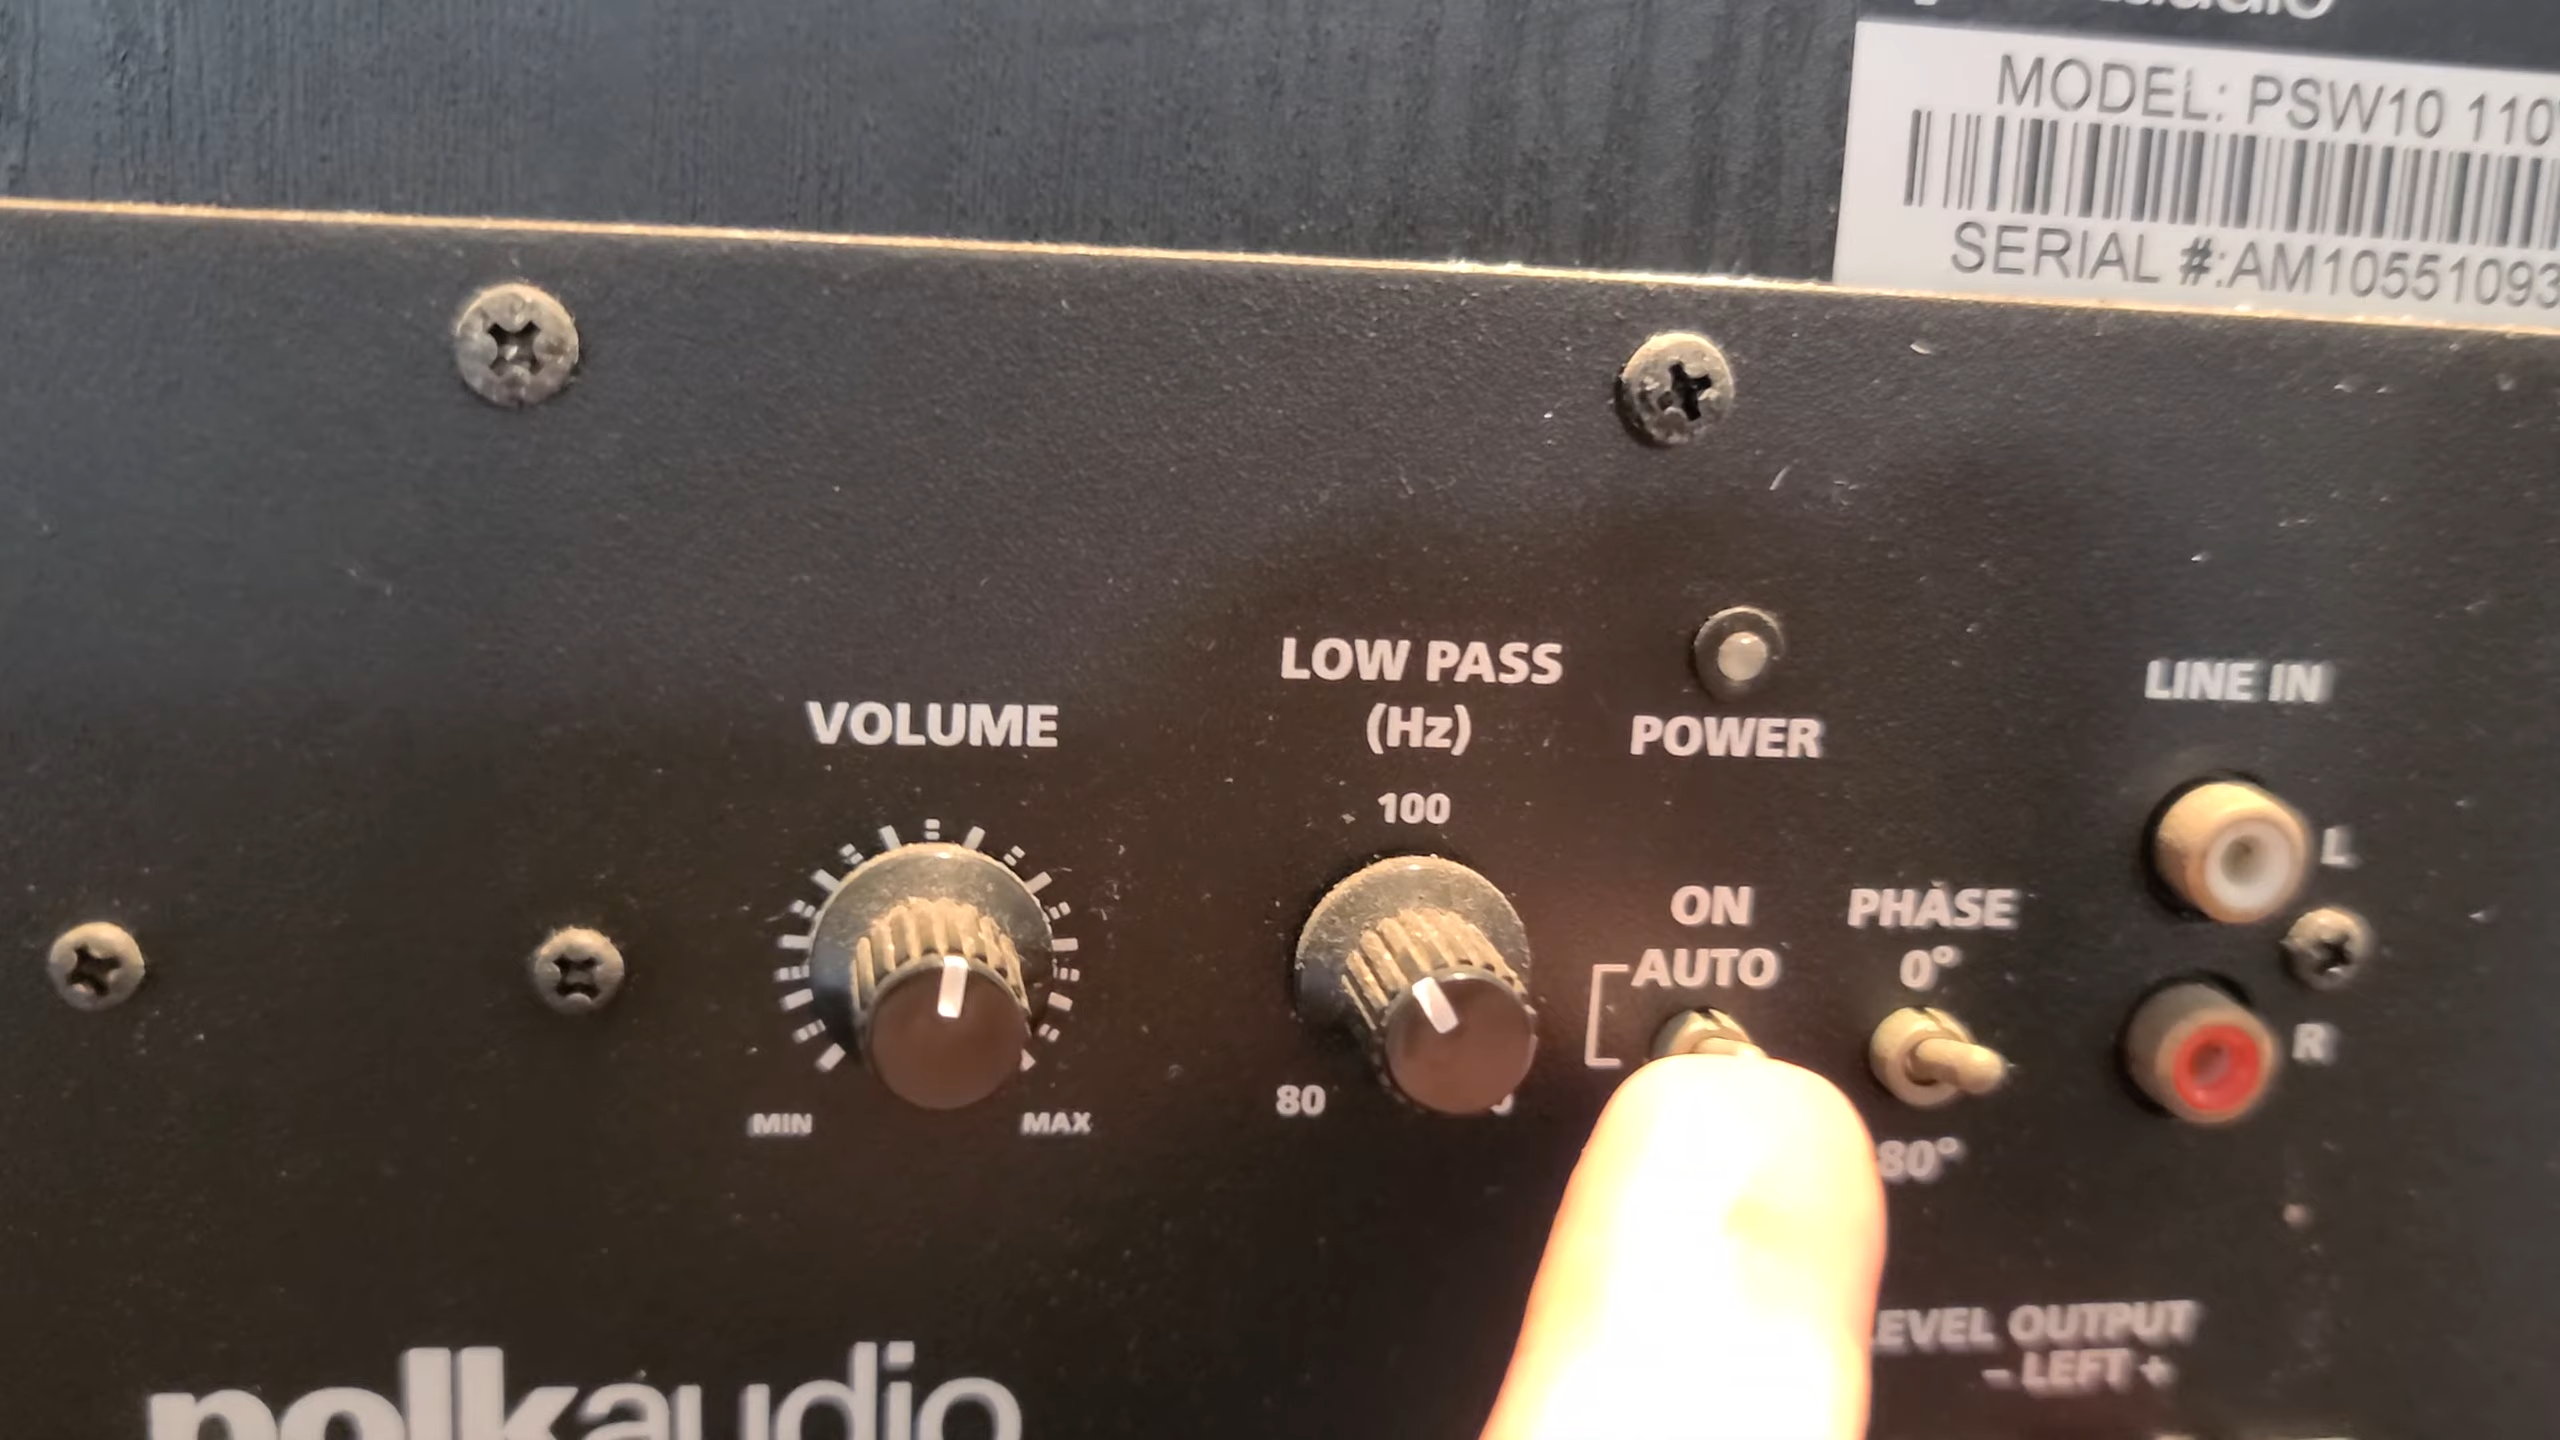 MODEL: PSW10 110
SERIAL #:AM10551093
LOW PASS
(Hz)
VOLUME
POWER
LINE IN
100
L
ON
AUTO
PHASE
0°
R
80
MIN
MAX
80°
LEVEL OUTPUT
- LEFT +
polkaudio